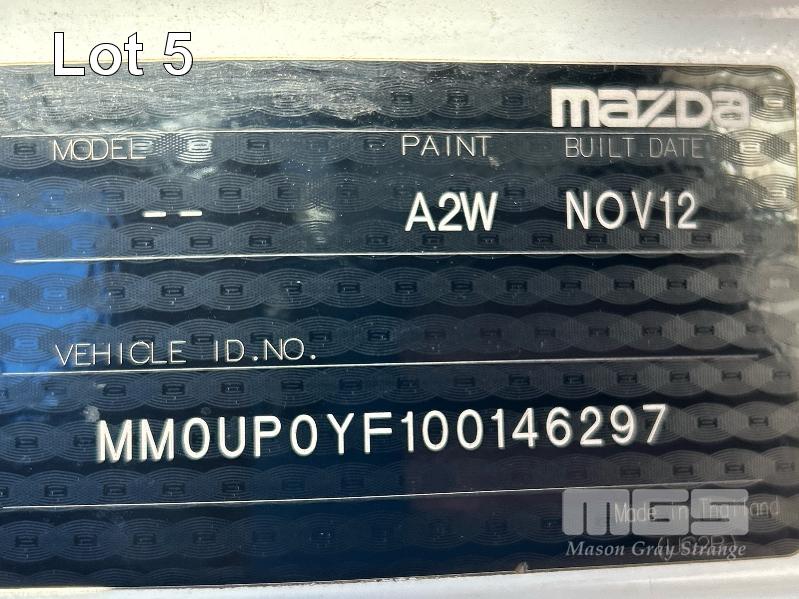 Lot 5
mazda
MODEL PAINT BUILT DATE
-- A2W NOV12
VEHICLE ID.NO.
MM0UP0YF100146297
MGS
Made in Thailand
Mason Gray Strange